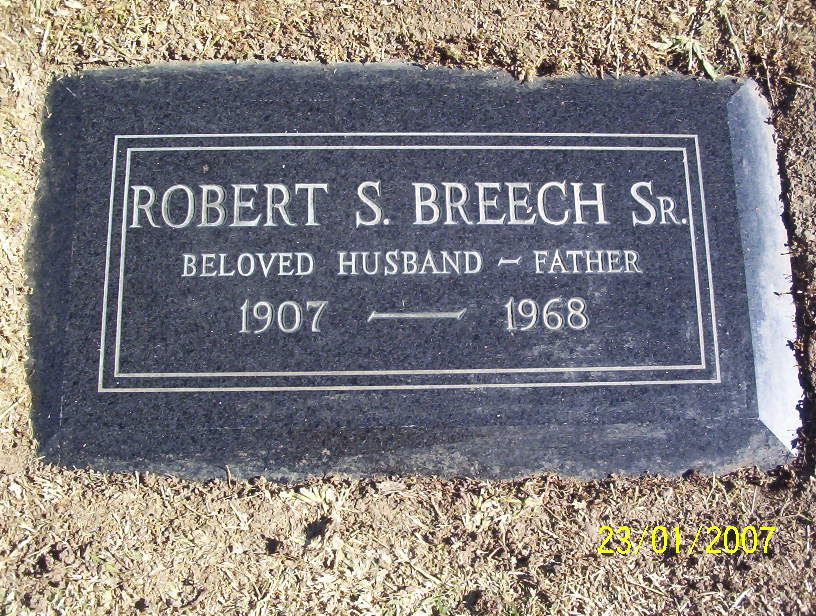 ROBERT S. BREECH SR.
BELOVED HUSBAND – FATHER
1907 — 1968
23/01/2007